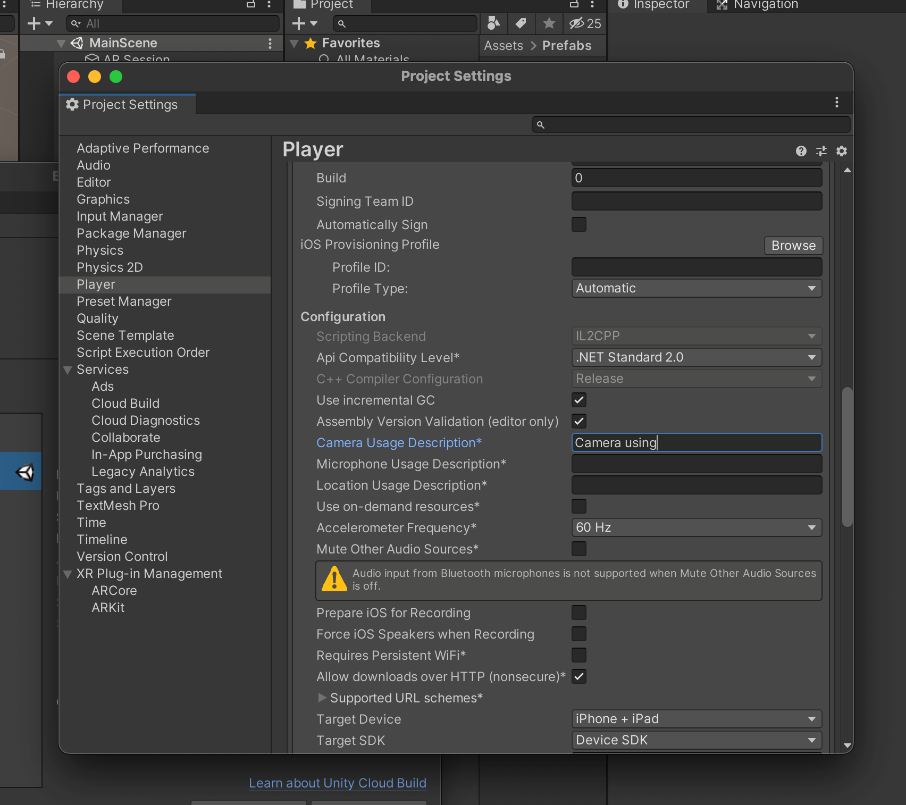 Hierarchy
Project
Inspector
Navigation
All
25
MainScene
Favorites
Assets > Prefabs
AR Session
All Materials
Project Settings
Project Settings
Adaptive Performance
Audio
Editor
Graphics
Input Manager
Package Manager
Physics
Physics 2D
Player
Preset Manager
Quality
Scene Template
Script Execution Order
Services
Ads
Cloud Build
Cloud Diagnostics
Collaborate
In-App Purchasing
Legacy Analytics
Tags and Layers
TextMesh Pro
Time
Timeline
Version Control
XR Plug-in Management
ARCore
ARKit
Player
Build 0
Signing Team ID
Automatically Sign
iOS Provisioning Profile Browse
Profile ID:
Profile Type: Automatic
Configuration
Scripting Backend IL2CPP
Api Compatibility Level* .NET Standard 2.0
C++ Compiler Configuration Release
Use incremental GC
Assembly Version Validation (editor only)
Camera Usage Description* Camera using
Microphone Usage Description*
Location Usage Description*
Use on-demand resources*
Accelerometer Frequency* 60 Hz
Mute Other Audio Sources*
Audio input from Bluetooth microphones is not supported when Mute Other Audio Sources
is off.
Prepare iOS for Recording
Force iOS Speakers when Recording
Requires Persistent WiFi*
Allow downloads over HTTP (nonsecure)*
Supported URL schemes*
Target Device iPhone + iPad
Target SDK Device SDK
Learn about Unity Cloud Build